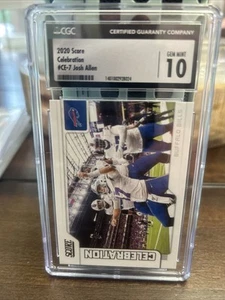 CGC
CERTIFIED GUARANTY COMPANY
2020 Score
Celebration
#CE-7 Josh Allen
GEM MINT
10
CELEBRATION
SCORE